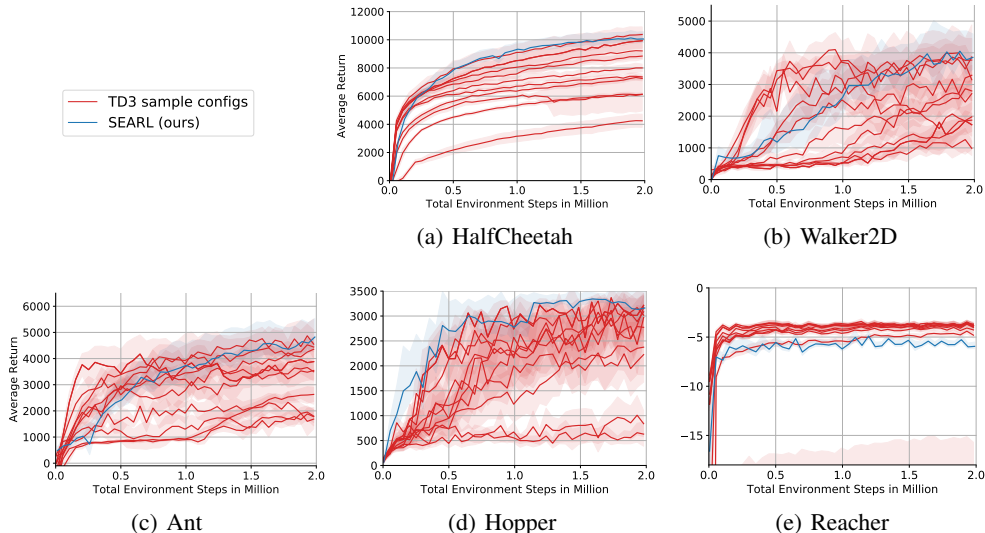 TD3 sample configs
SEARL (ours)
Average Return
12000
10000
8000
6000
4000
2000
0
0.0 0.5 1.0 1.5 2.0
Total Environment Steps in Million
(a) HalfCheetah
5000
4000
3000
2000
1000
0
0.0 0.5 1.0 1.5 2.0
Total Environment Steps in Million
(b) Walker2D
Average Return
6000
5000
4000
3000
2000
1000
0
0.0 0.5 1.0 1.5 2.0
Total Environment Steps in Million
(c) Ant
3500
3000
2500
2000
1500
1000
500
0
0.0 0.5 1.0 1.5 2.0
Total Environment Steps in Million
(d) Hopper
0
−5
−10
−15
0.0 0.5 1.0 1.5 2.0
Total Environment Steps in Million
(e) Reacher